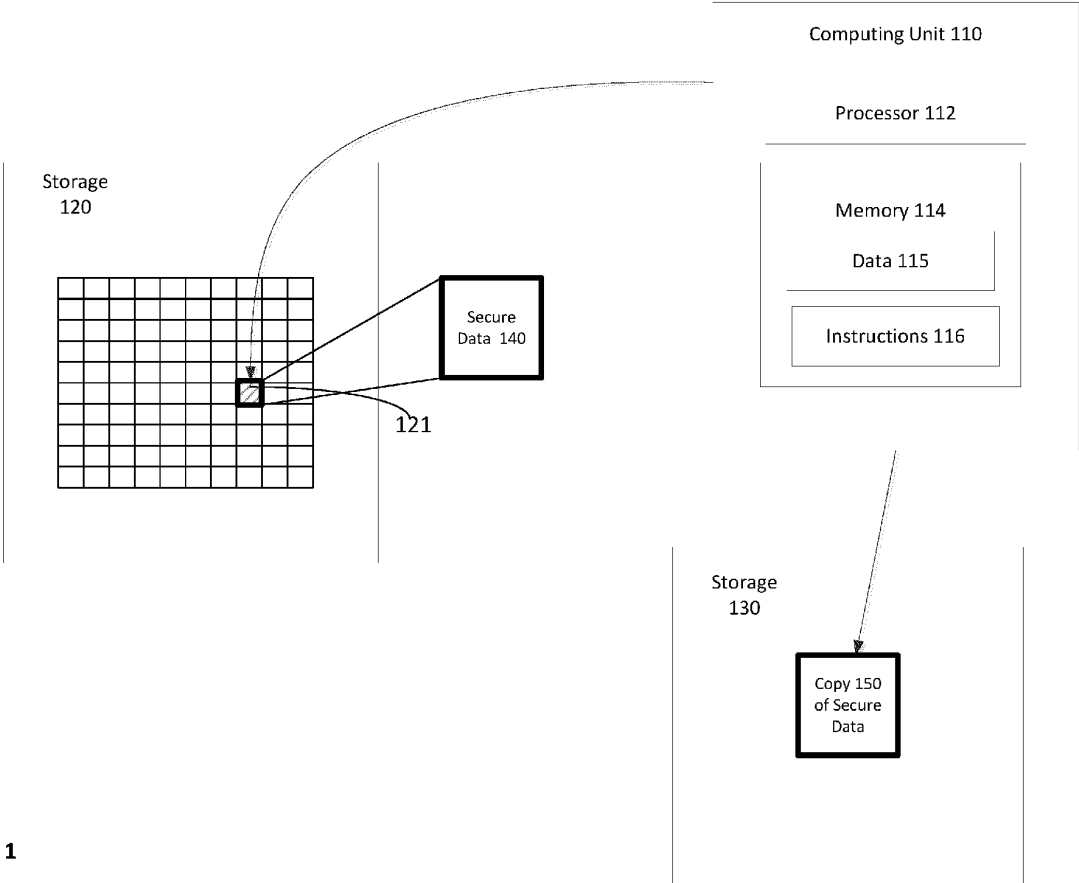 Computing Unit 110
Processor 112
Storage
120
Memory 114
Data 115
Secure
Data 140
Instructions 116
121
Storage
130
Copy 150
of Secure
Data
1